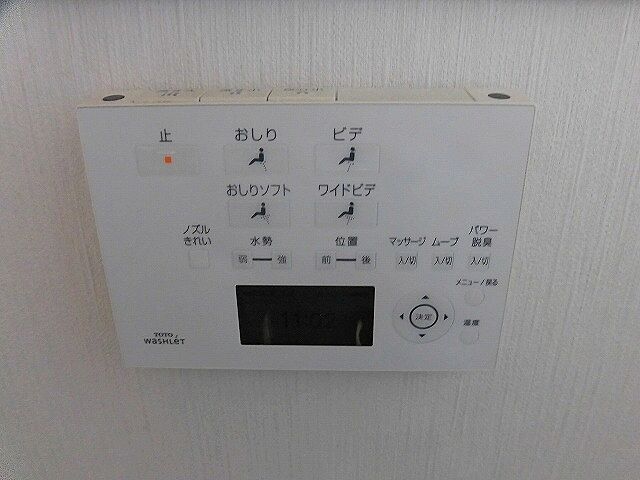 止 おしり ビデ
おしりソフト ワイドビデ
ノズル
きれい
水勢 位置 マッサージ ムーブ パワー
脱臭
弱 強 前 後 入/切 入/切 入/切
メニュー/戻る
決定
温度
TOTO
WASHLET